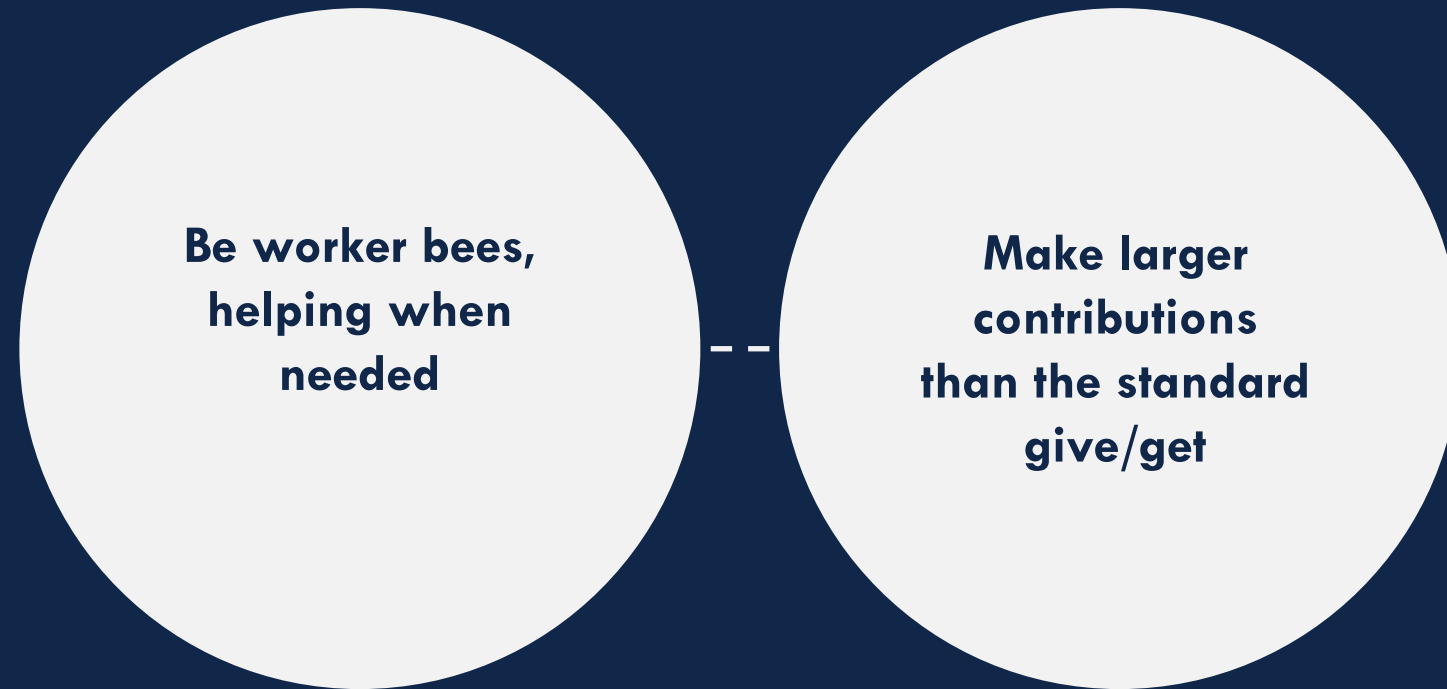 Be worker bees,
helping when
needed
Make larger
contributions
than the standard
give/get